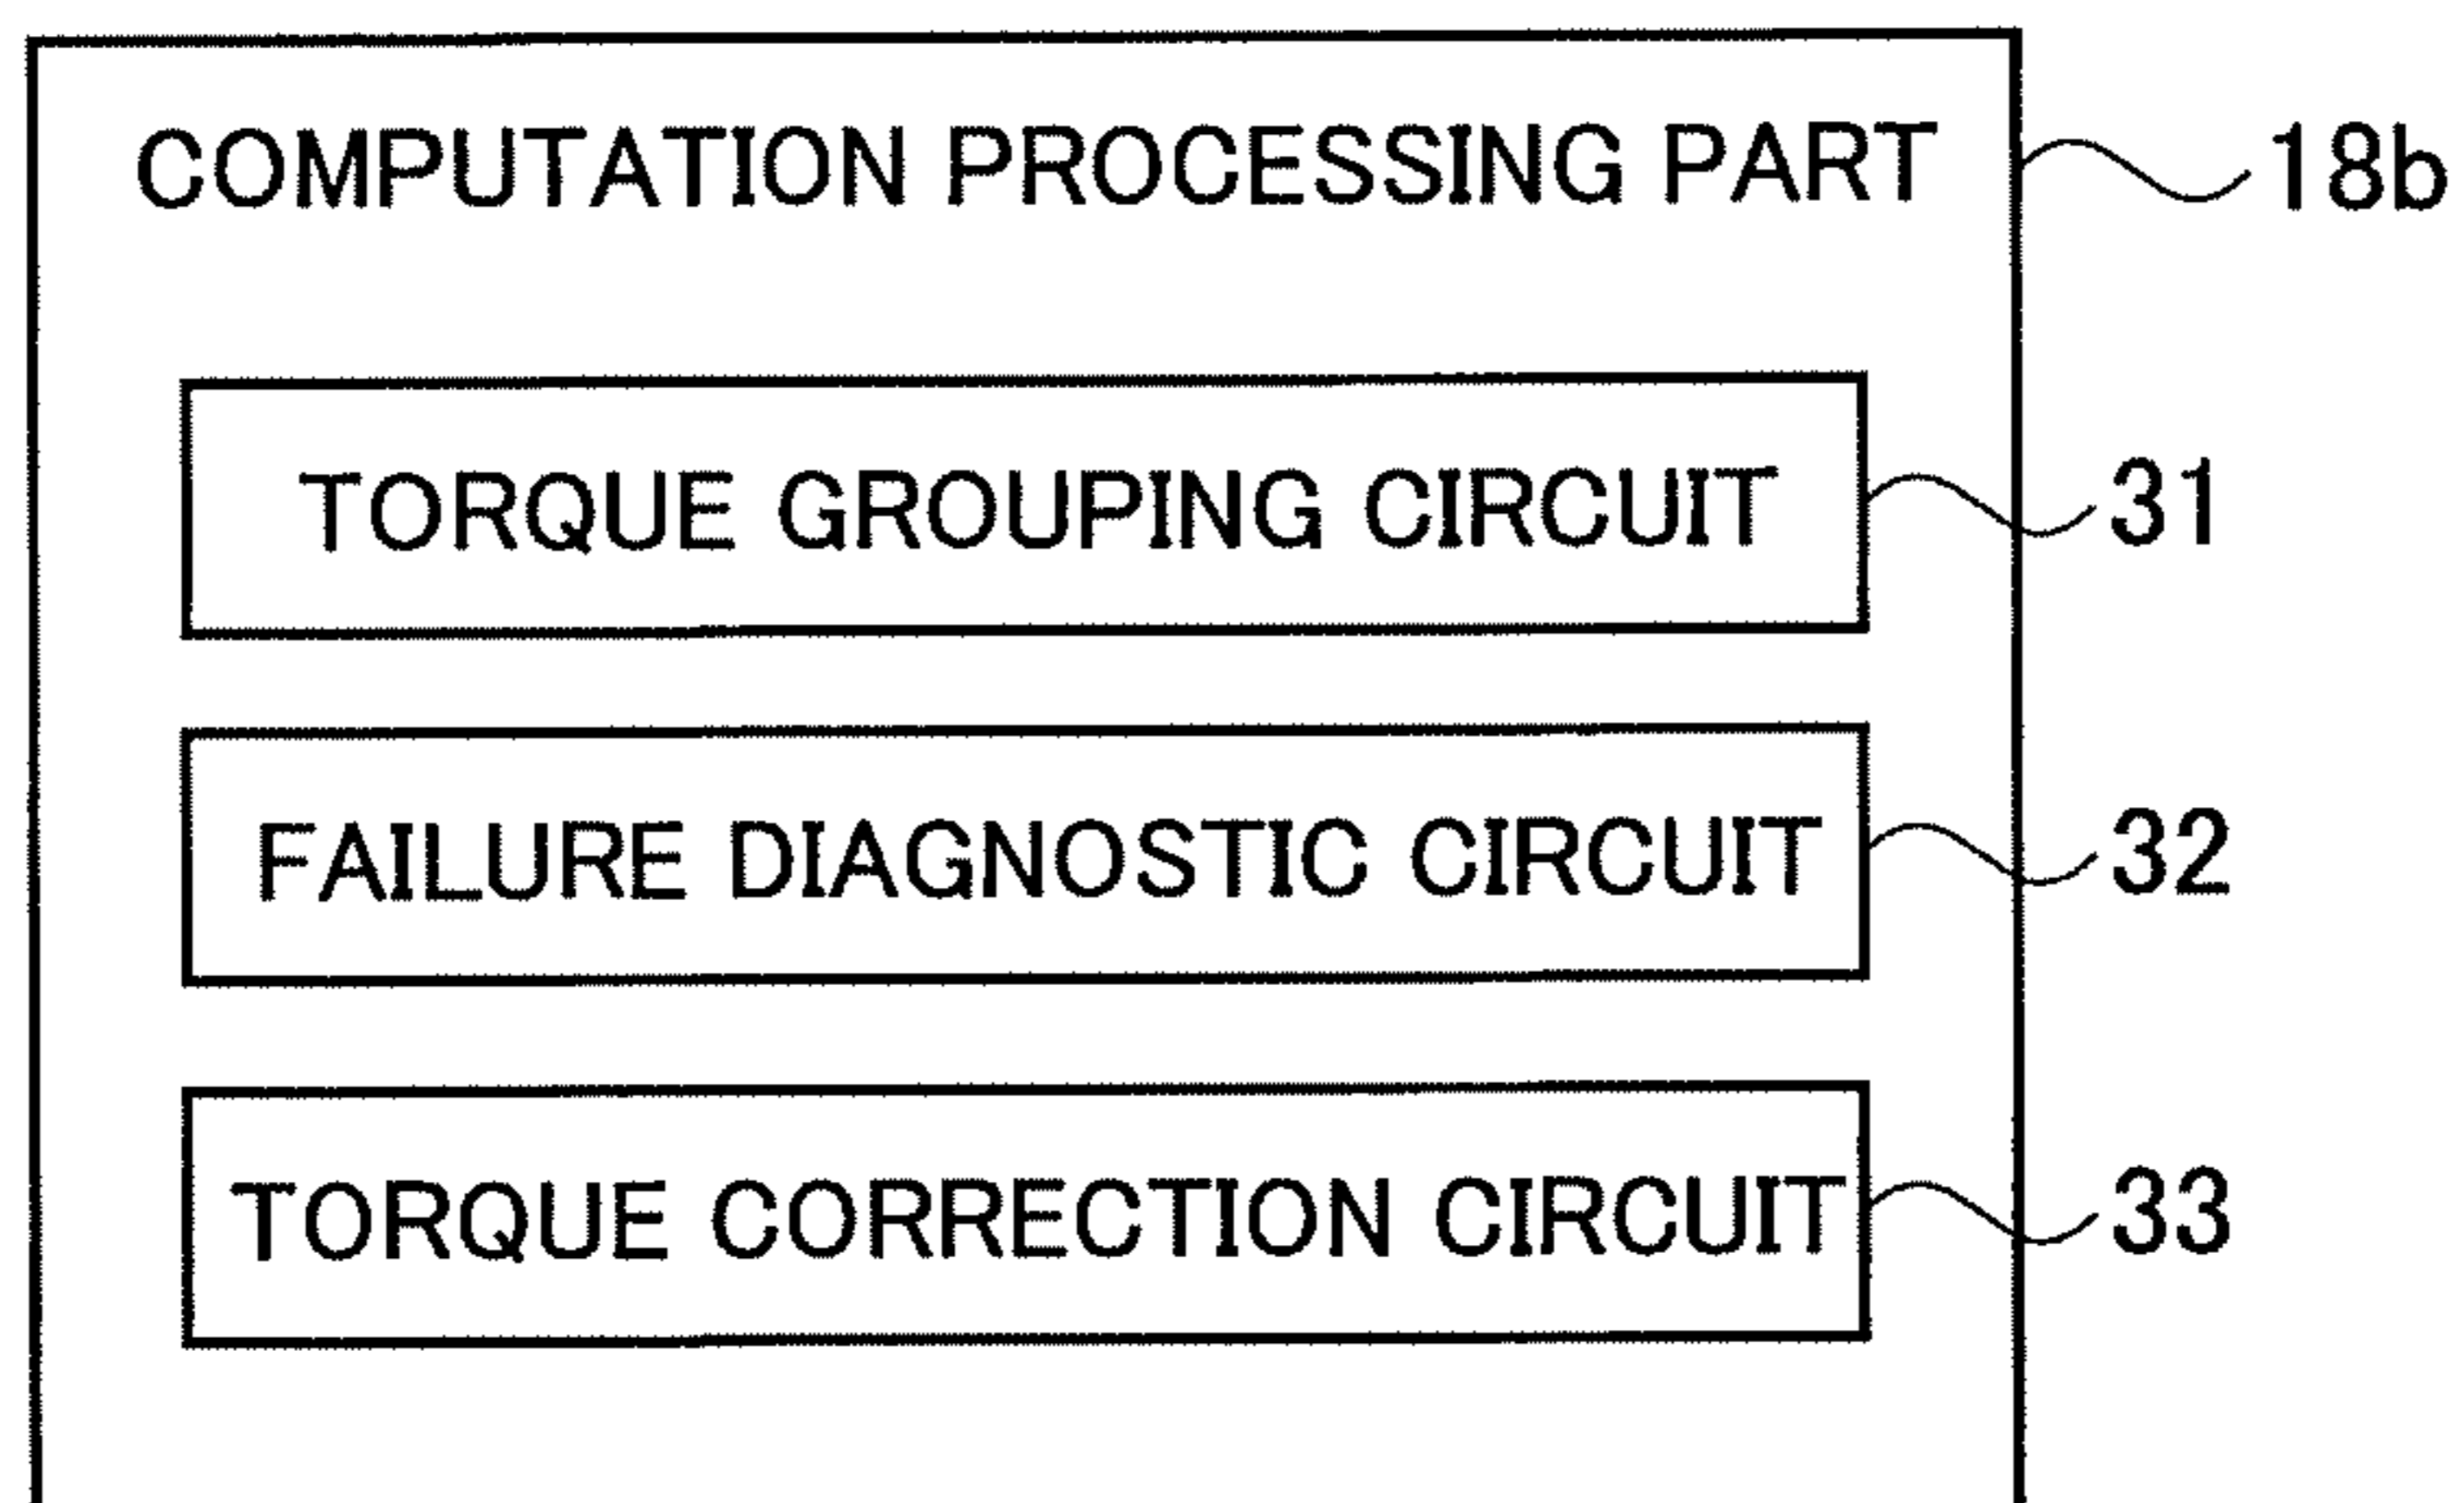 COMPUTATION PROCESSING PART 18b
TORQUE GROUPING CIRCUIT 31
FAILURE DIAGNOSTIC CIRCUIT 32
TORQUE CORRECTION CIRCUIT 33